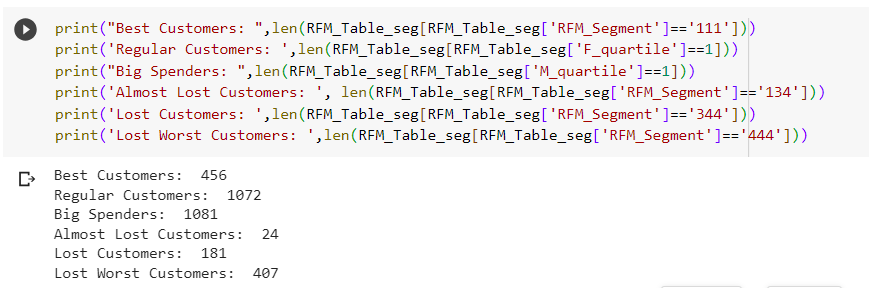 print("Best Customers: ",len(RFM_Table_seg[RFM_Table_seg['RFM_Segment']=='111']))
print('Regular Customers: ',len(RFM_Table_seg[RFM_Table_seg['F_quartile']==1]))
print("Big Spenders: ",len(RFM_Table_seg[RFM_Table_seg['M_quartile']==1]))
print('Almost Lost Customers: ', len(RFM_Table_seg[RFM_Table_seg['RFM_Segment']=='134']))
print('Lost Customers: ',len(RFM_Table_seg[RFM_Table_seg['RFM_Segment']=='344']))
print('Lost Worst Customers: ',len(RFM_Table_seg[RFM_Table_seg['RFM_Segment']=='444']))
Best Customers:  456
Regular Customers:  1072
Big Spenders:  1081
Almost Lost Customers:  24
Lost Customers:  181
Lost Worst Customers:  407